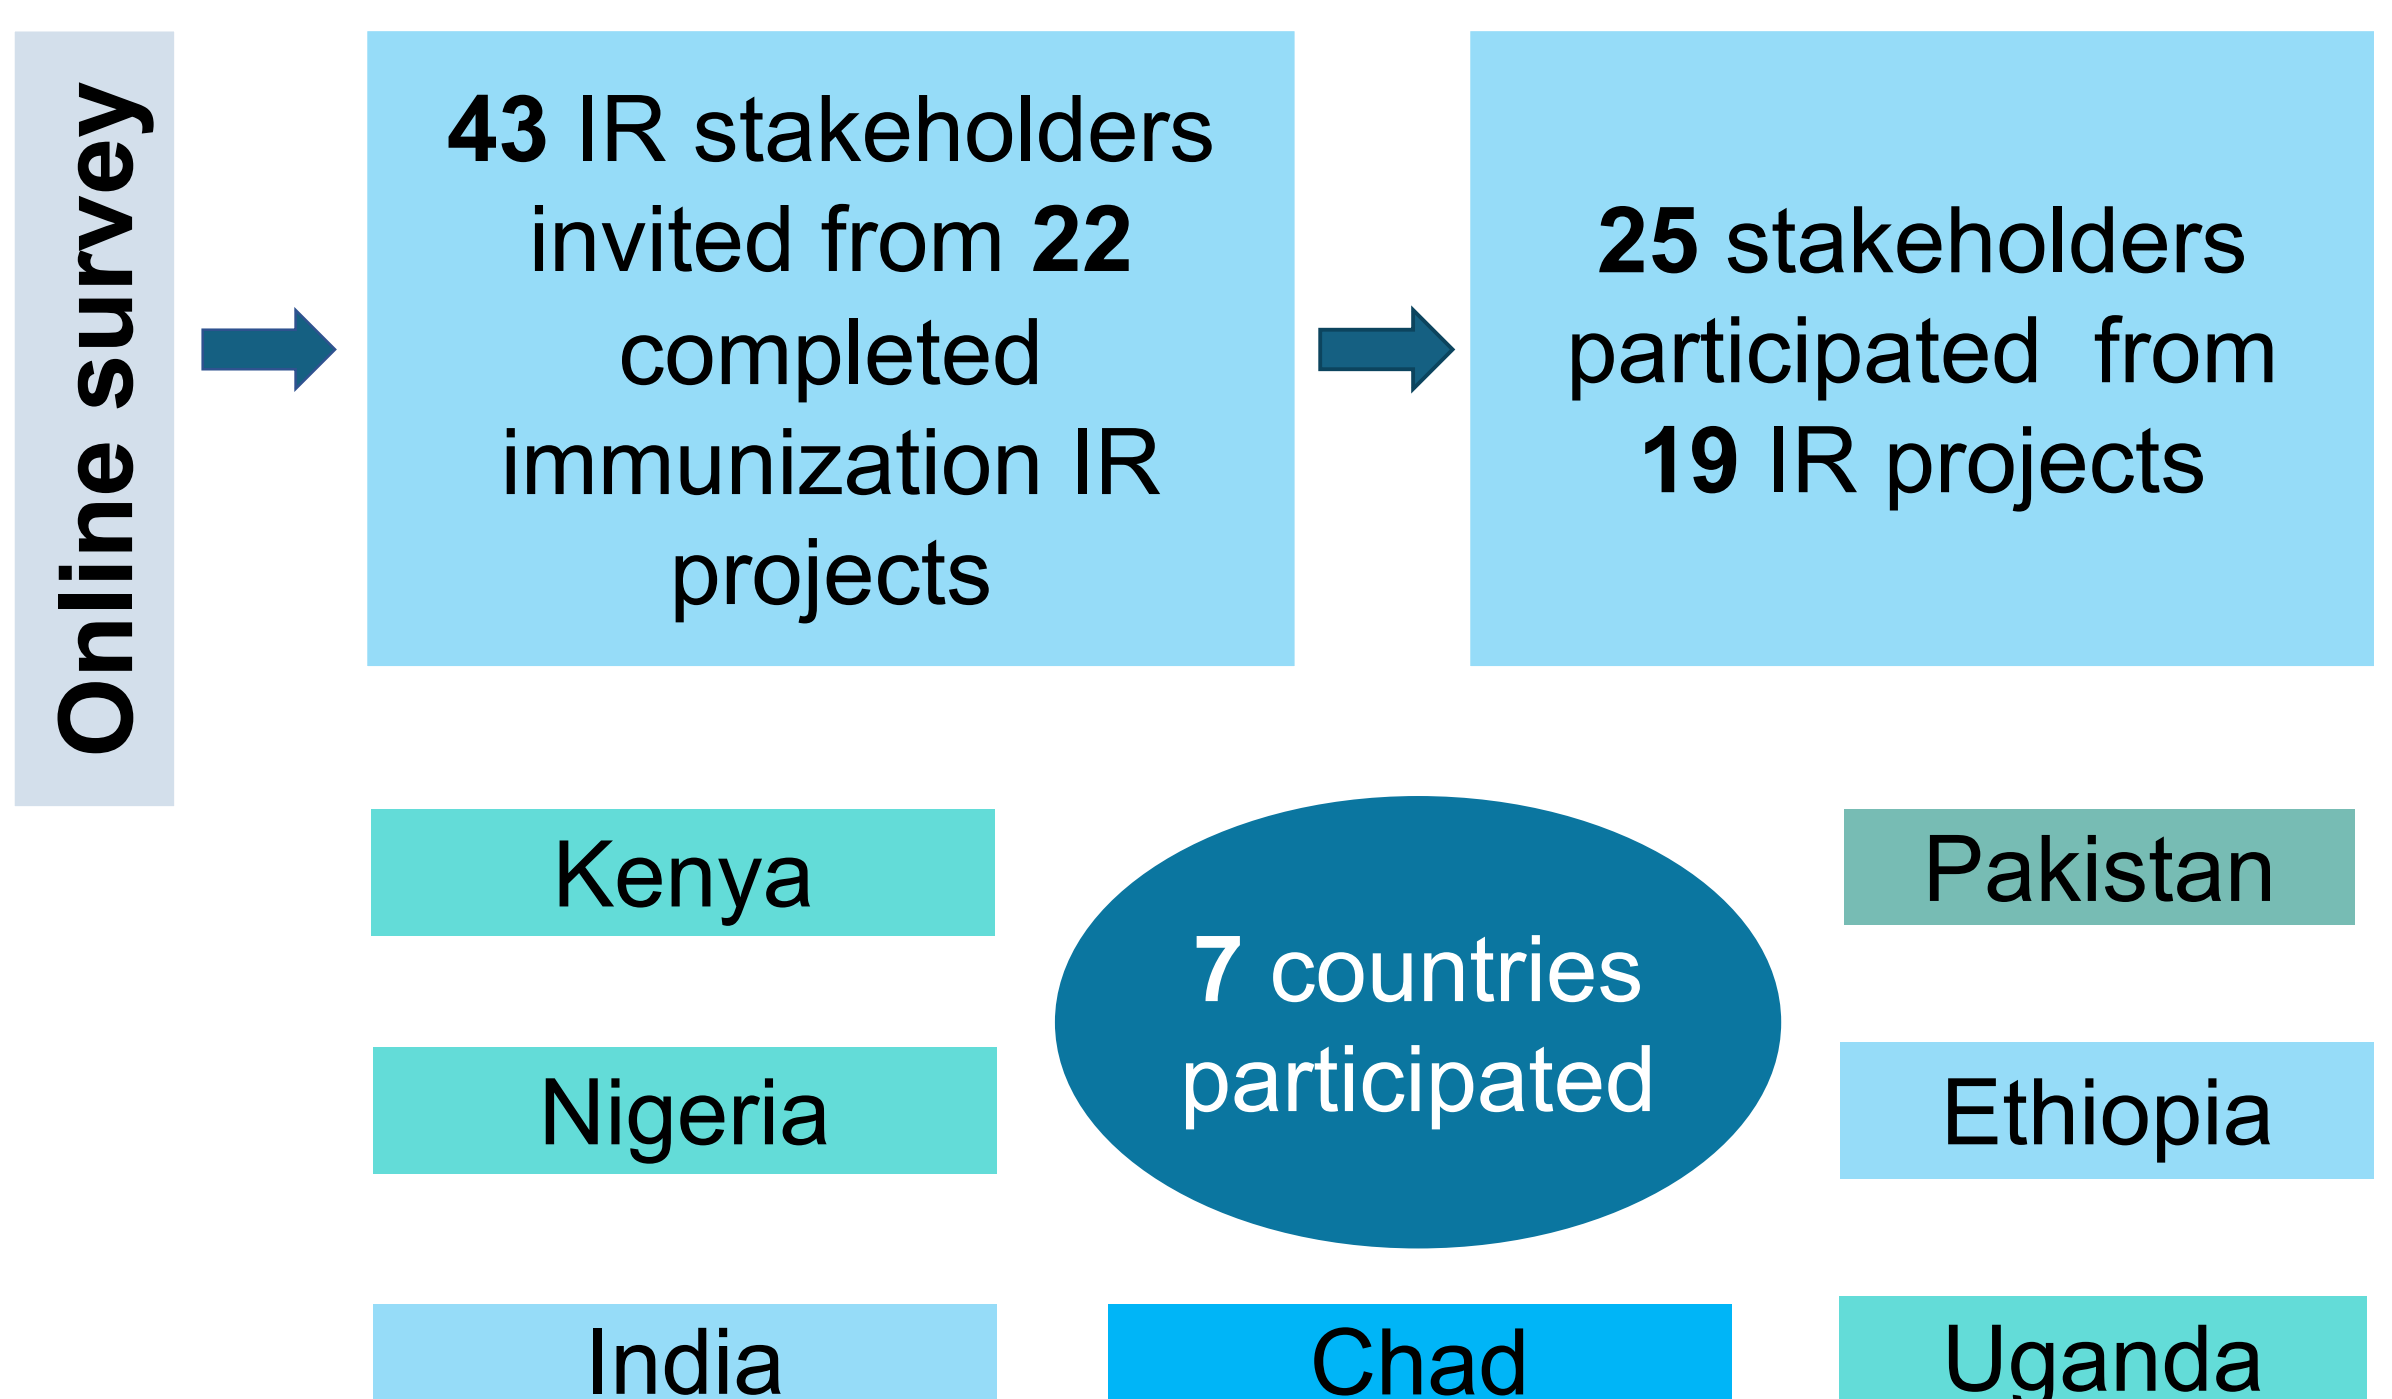 Online survey
43 IR stakeholders
invited from 22
completed
immunization IR
projects
25 stakeholders
participated  from
19 IR projects
Kenya
7 countries
participated
Pakistan
Nigeria
Ethiopia
India
Chad
Uganda